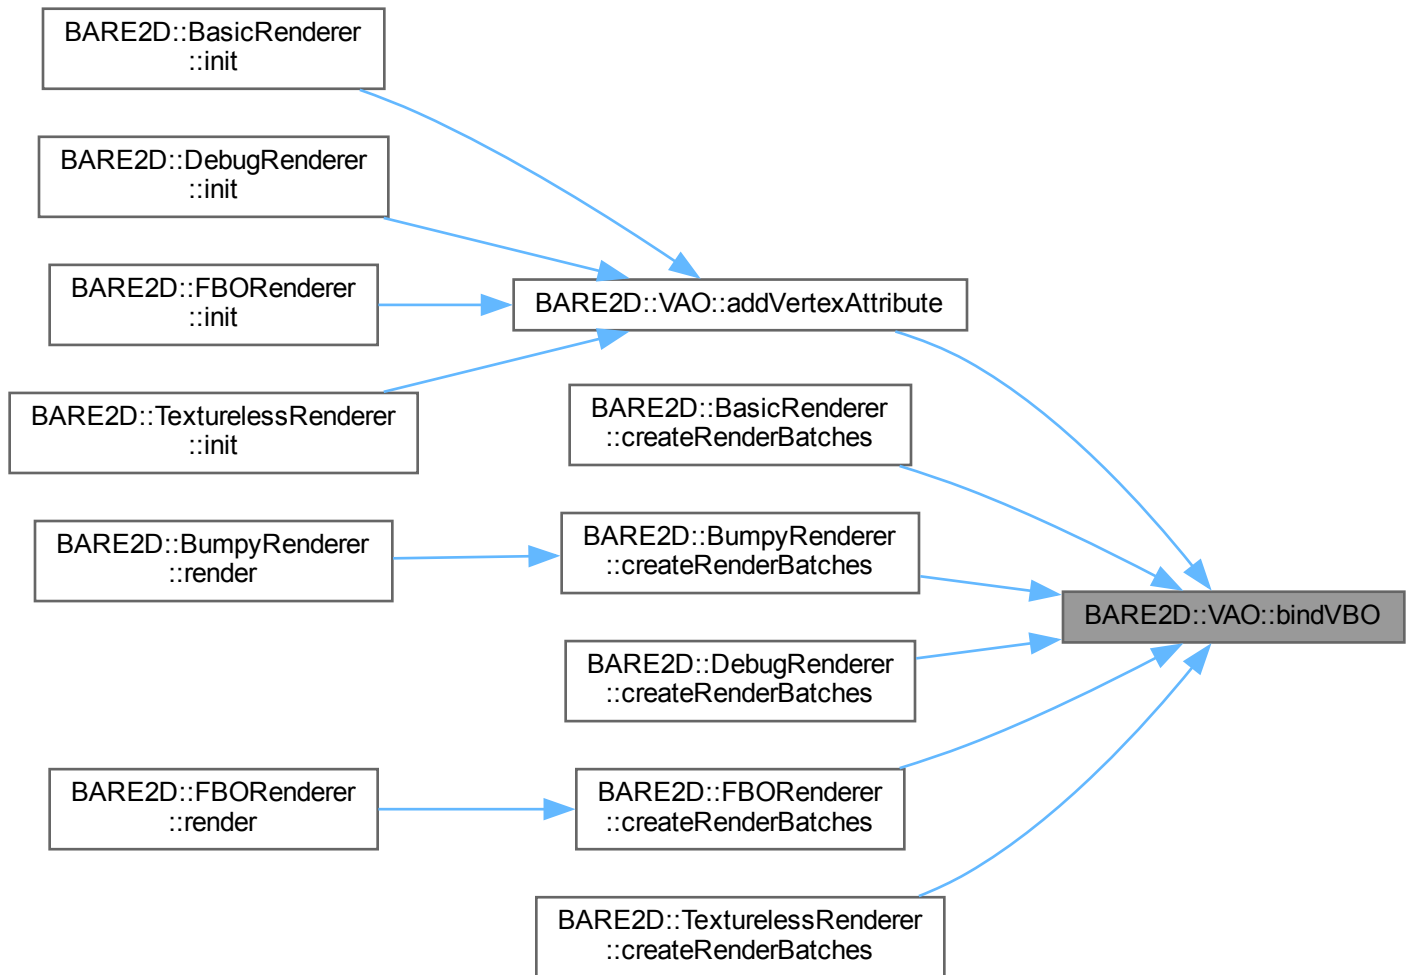 BARE2D::BasicRenderer
::init
BARE2D::DebugRenderer
::init
BARE2D::FBORenderer
::init
BARE2D::TexturelessRenderer
::init
BARE2D::BumpyRenderer
::render
BARE2D::FBORenderer
::render
BARE2D::VAO::addVertexAttribute
BARE2D::BasicRenderer
::createRenderBatches
BARE2D::BumpyRenderer
::createRenderBatches
BARE2D::DebugRenderer
::createRenderBatches
BARE2D::FBORenderer
::createRenderBatches
BARE2D::TexturelessRenderer
::createRenderBatches
BARE2D::VAO::bindVBO